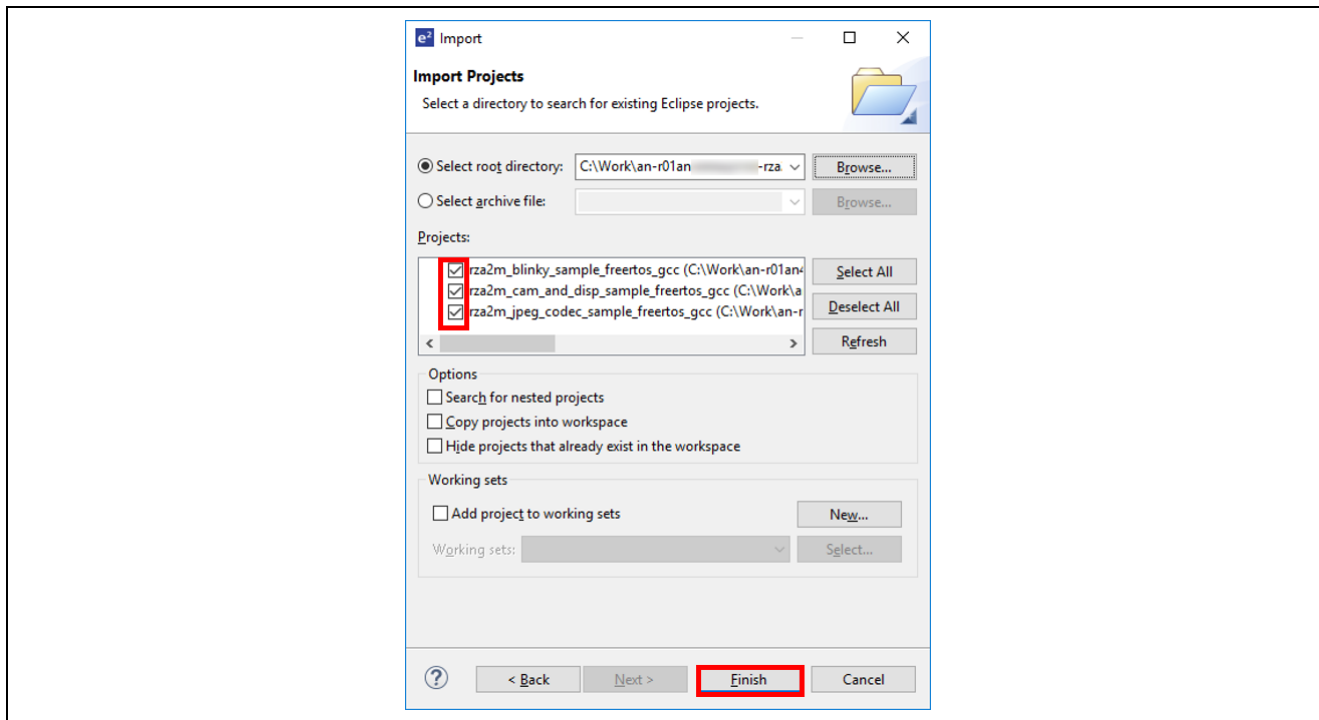 e² Import
Import Projects
Select a directory to search for existing Eclipse projects.
Select root directory: C:\Work\an-r01an -rza Browse...
Select archive file: Browse...
Projects:
rza2m_blinky_sample_freertos_gcc (C:\Work\an-r01an4 Select All
rza2m_cam_and_disp_sample_freertos_gcc (C:\Work\a
rza2m_jpeg_codec_sample_freertos_gcc (C:\Work\an-r Deselect All
< > Refresh
Options
Search for nested projects
Copy projects into workspace
Hide projects that already exist in the workspace
Working sets
Add project to working sets New...
Working sets: Select...
? < Back Next > Finish Cancel